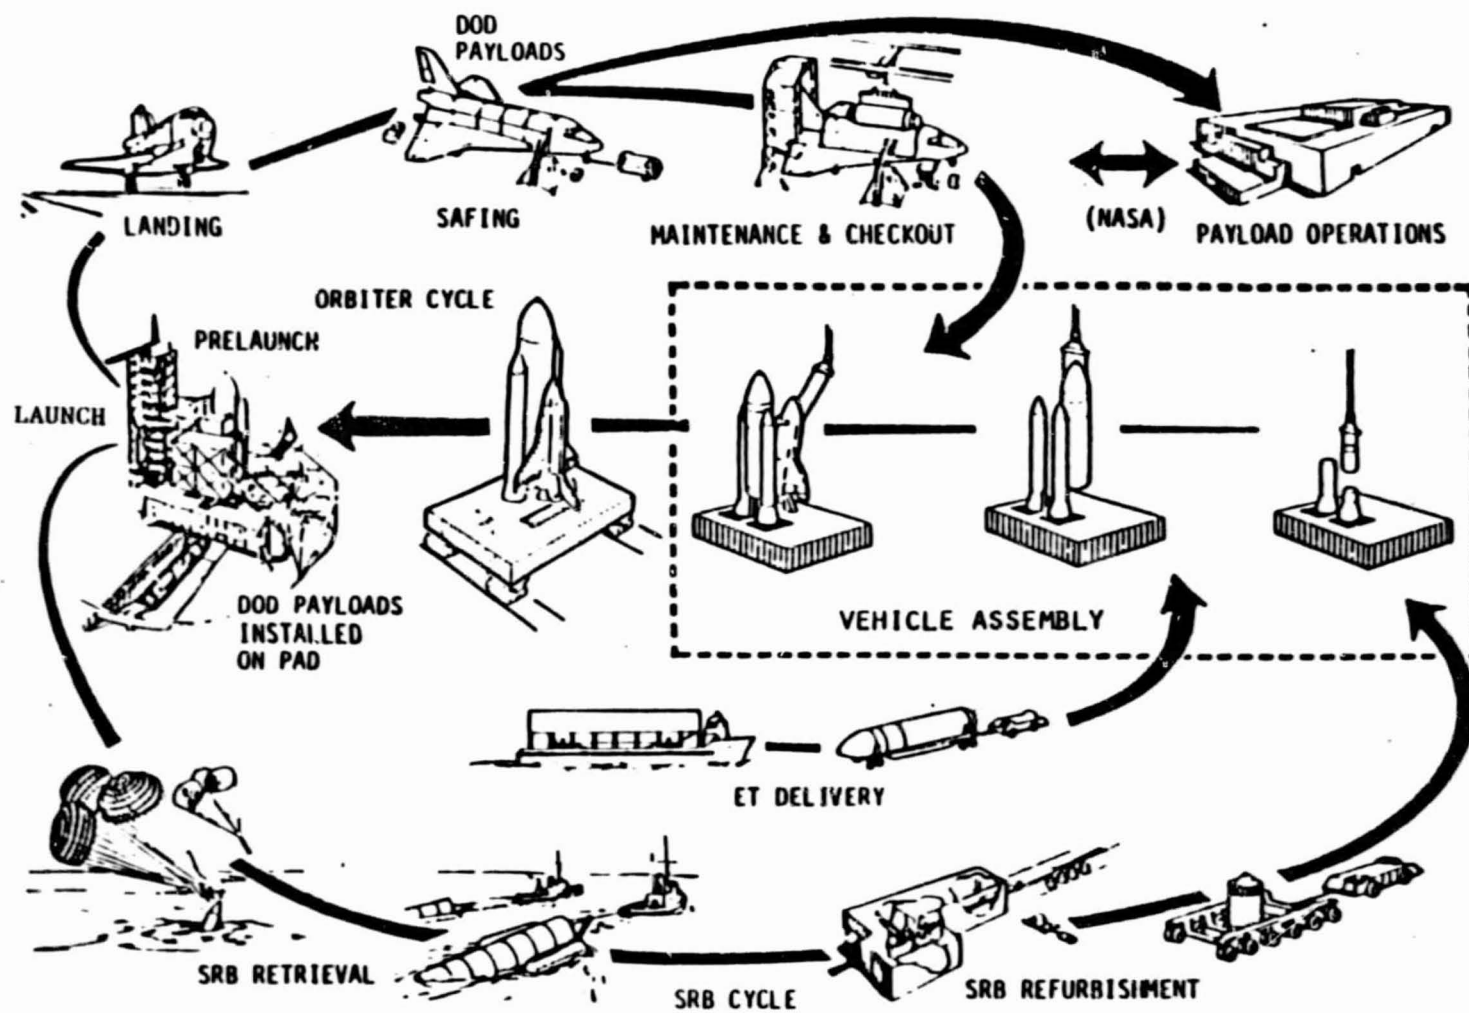 DOD
PAYLOADS
LANDING
SAFING
MAINTENANCE & CHECKOUT
(NASA)
PAYLOAD OPERATIONS
ORBITER CYCLE
PRELAUNCH
LAUNCH
DOD PAYLOADS
INSTALLED
ON PAD
VEHICLE ASSEMBLY
ET DELIVERY
SRB RETRIEVAL
SRB CYCLE
SRB REFURBISHMENT